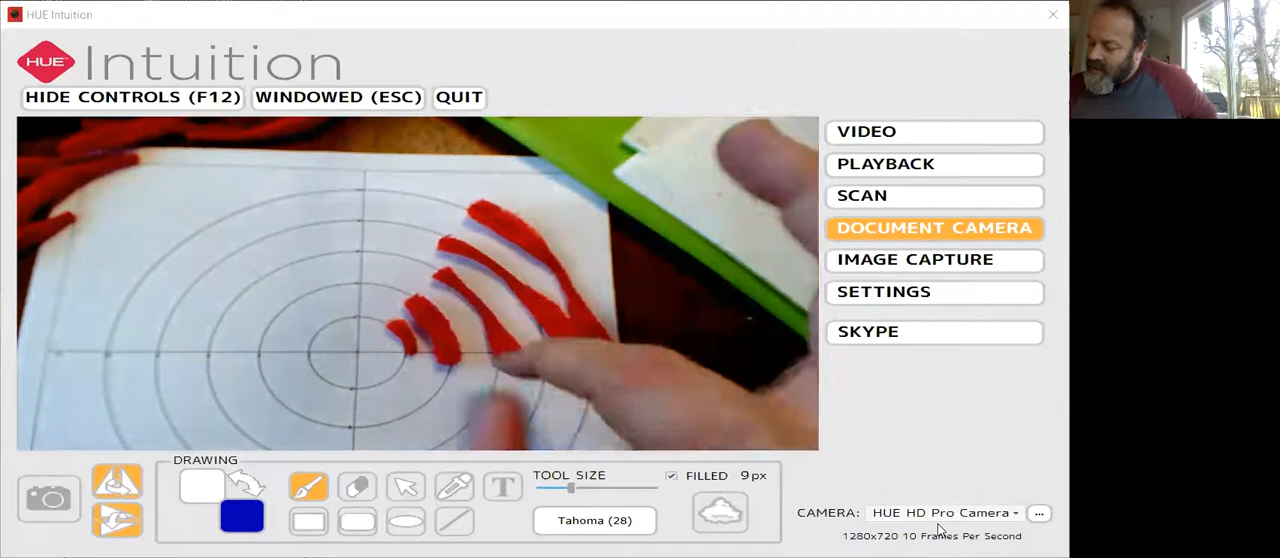 HUE Intuition
HUE Intuition
HIDE CONTROLS (F12) WINDOWED (ESC) QUIT
VIDEO
PLAYBACK
SCAN
DOCUMENT CAMERA
IMAGE CAPTURE
SETTINGS
SKYPE
DRAWING
TOOL SIZE
FILLED 9px
T
Tahoma (28)
CAMERA: HUE HD Pro Camera ...
1280x720 10 Frames Per Second